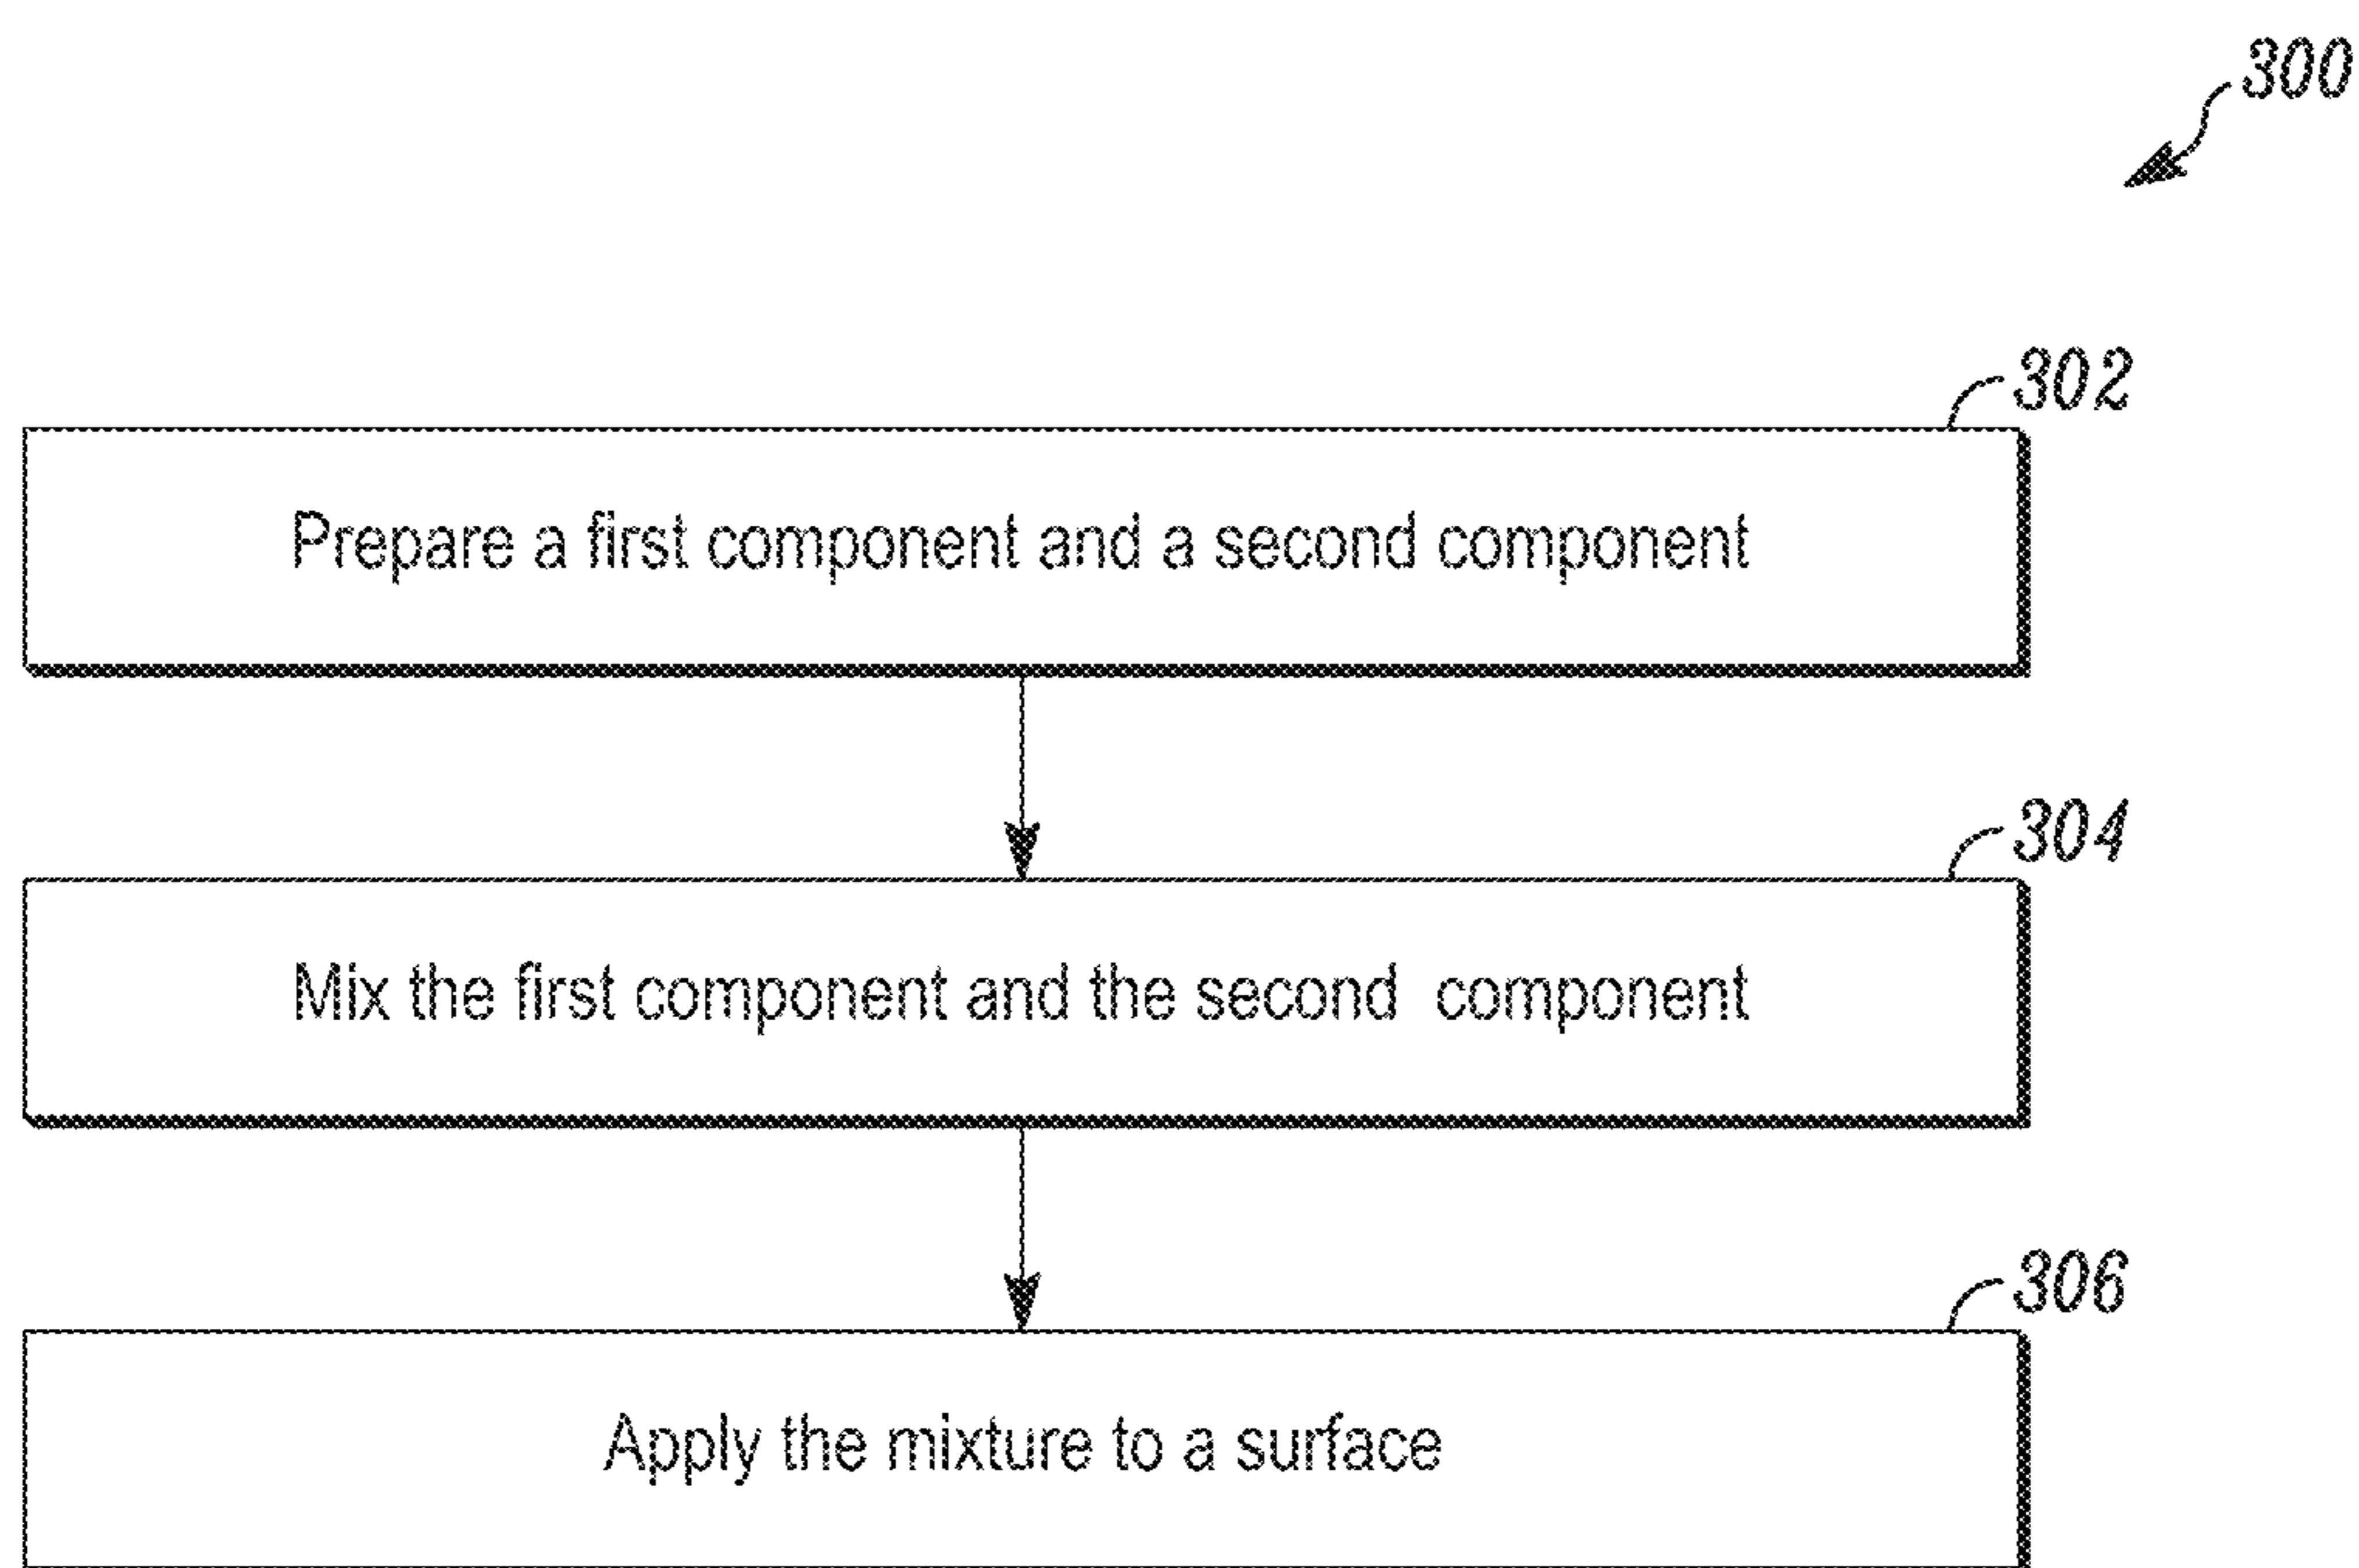 300
302
Prepare a first component and a second component
304
Mix the first component and the second component
306
Apply the mixture to a surface